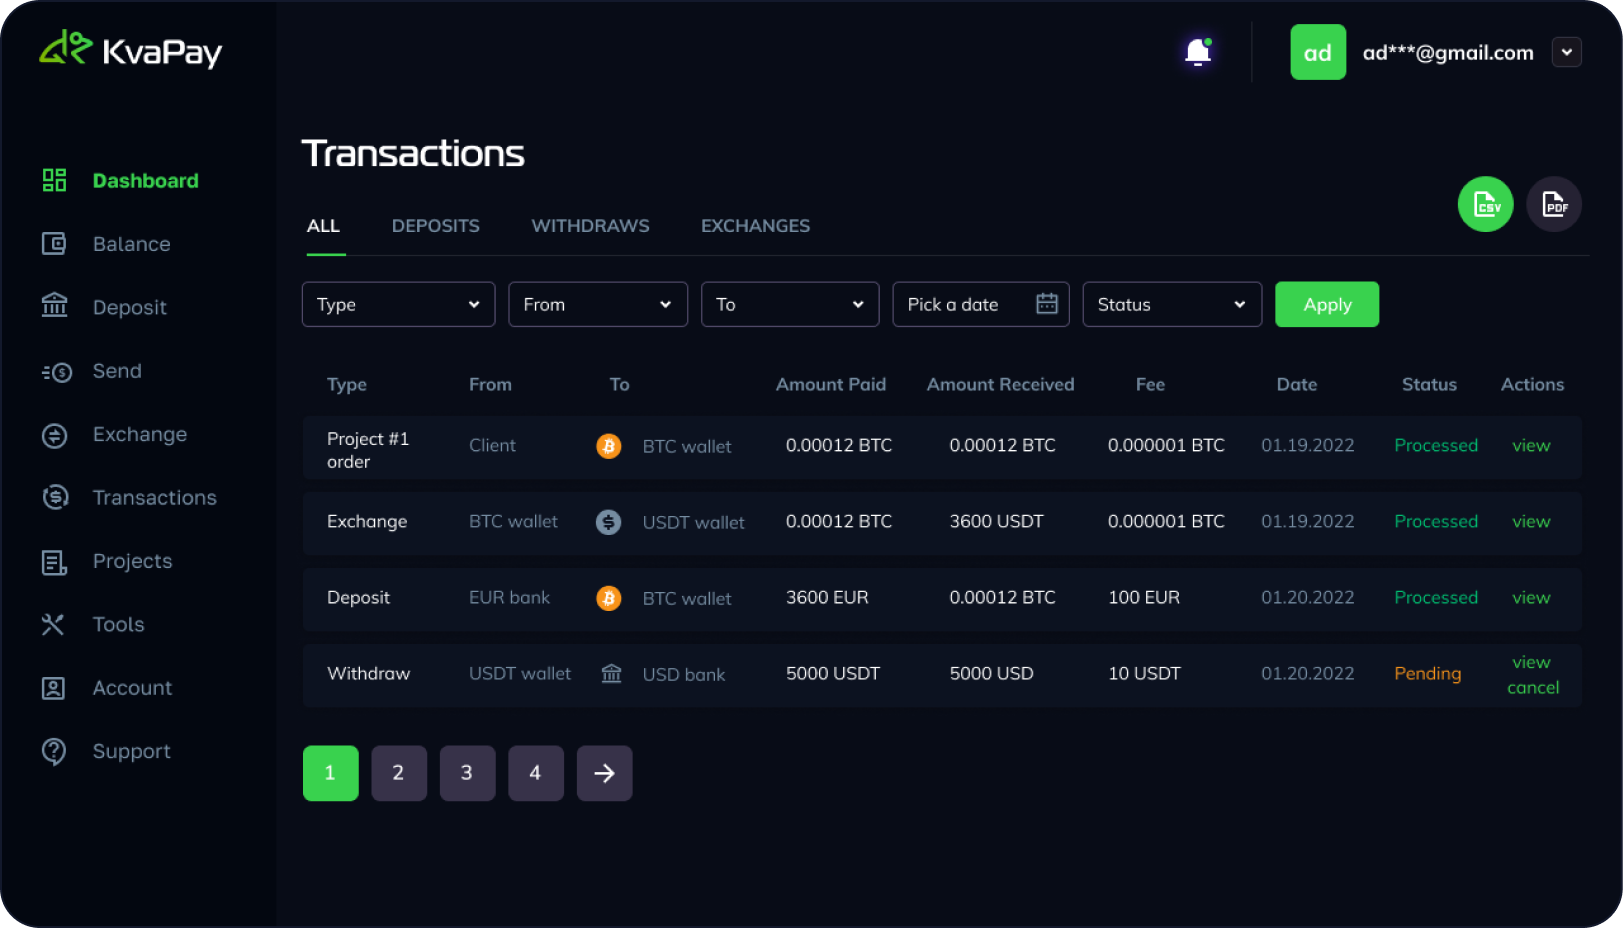 KvaPay
ad
ad***@gmail.com
Dashboard
Balance
Deposit
Send
Exchange
Transactions
Projects
Tools
Account
Support
Transactions
CSV
PDF
ALL DEPOSITS WITHDRAWS EXCHANGES
Type From To Pick a date Status Apply
Type From To Amount Paid Amount Received Fee Date Status Actions
Project #1
order
Client BTC wallet 0.00012 BTC 0.00012 BTC 0.000001 BTC 01.19.2022 Processed view
Exchange BTC wallet USDT wallet 0.00012 BTC 3600 USDT 0.000001 BTC 01.19.2022 Processed view
Deposit EUR bank BTC wallet 3600 EUR 0.00012 BTC 100 EUR 01.20.2022 Processed view
Withdraw USDT wallet USD bank 5000 USDT 5000 USD 10 USDT 01.20.2022 Pending view
cancel
1 2 3 4